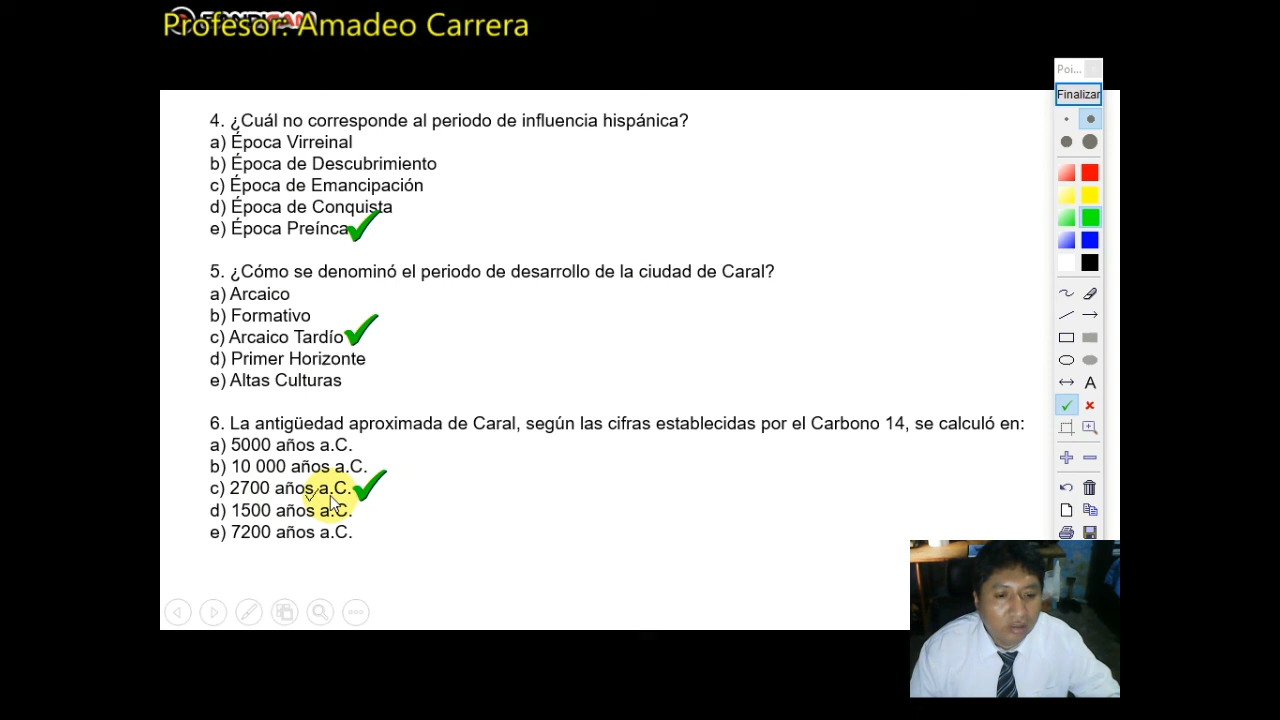 Profesor: Amadeo Carrera
Poi...
Finalizar
4. ¿Cuál no corresponde al periodo de influencia hispánica?
a) Época Virreinal
b) Época de Descubrimiento
c) Época de Emancipación
d) Época de Conquista
e) Época Preínca
5. ¿Cómo se denominó el periodo de desarrollo de la ciudad de Caral?
a) Arcaico
b) Formativo
c) Arcaico Tardío
d) Primer Horizonte
e) Altas Culturas
6. La antigüedad aproximada de Caral, según las cifras establecidas por el Carbono 14, se calculó en:
a) 5000 años a.C.
b) 10 000 años a.C.
c) 2700 años a.C.
d) 1500 años a.C.
e) 7200 años a.C.
A